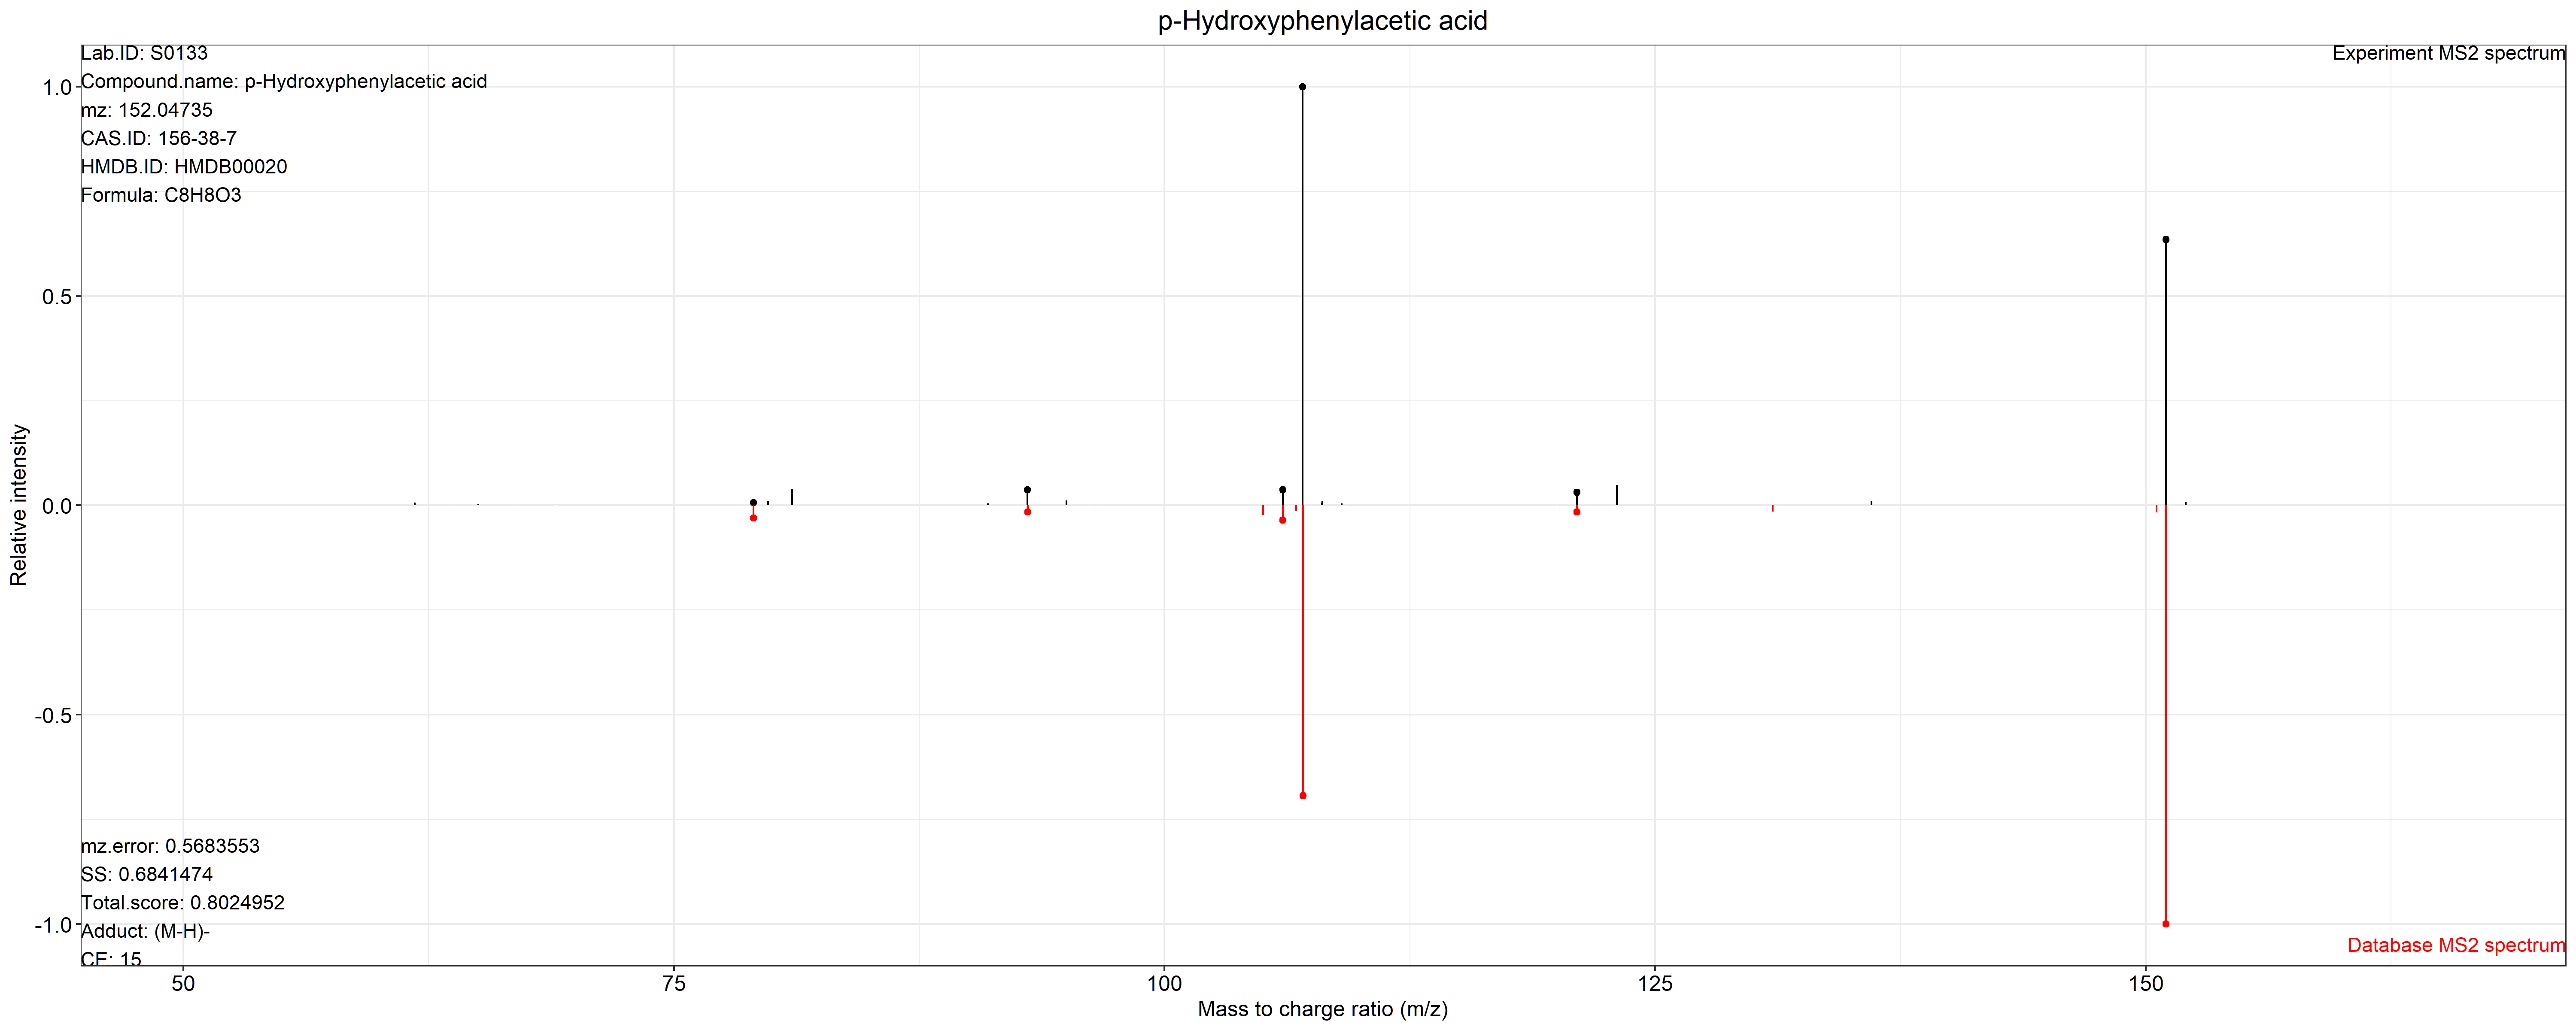 p-Hydroxyphenylacetic acid
Lab.ID: S0133
Experiment MS2 spectrum
Compound.name: p-Hydroxyphenylacetic acid
mz: 152.04735
CAS.ID: 156-38-7
HMDB.ID: HMDB00020
Formula: C8H8O3
1.0
0.5
0.0
-0.5
-1.0
Relative intensity
mz.error: 0.5683553
SS: 0.6841474
Total.score: 0.8024952
Adduct: (M-H)-
CE: 15
Database MS2 spectrum
50 75 100 125 150
Mass to charge ratio (m/z)